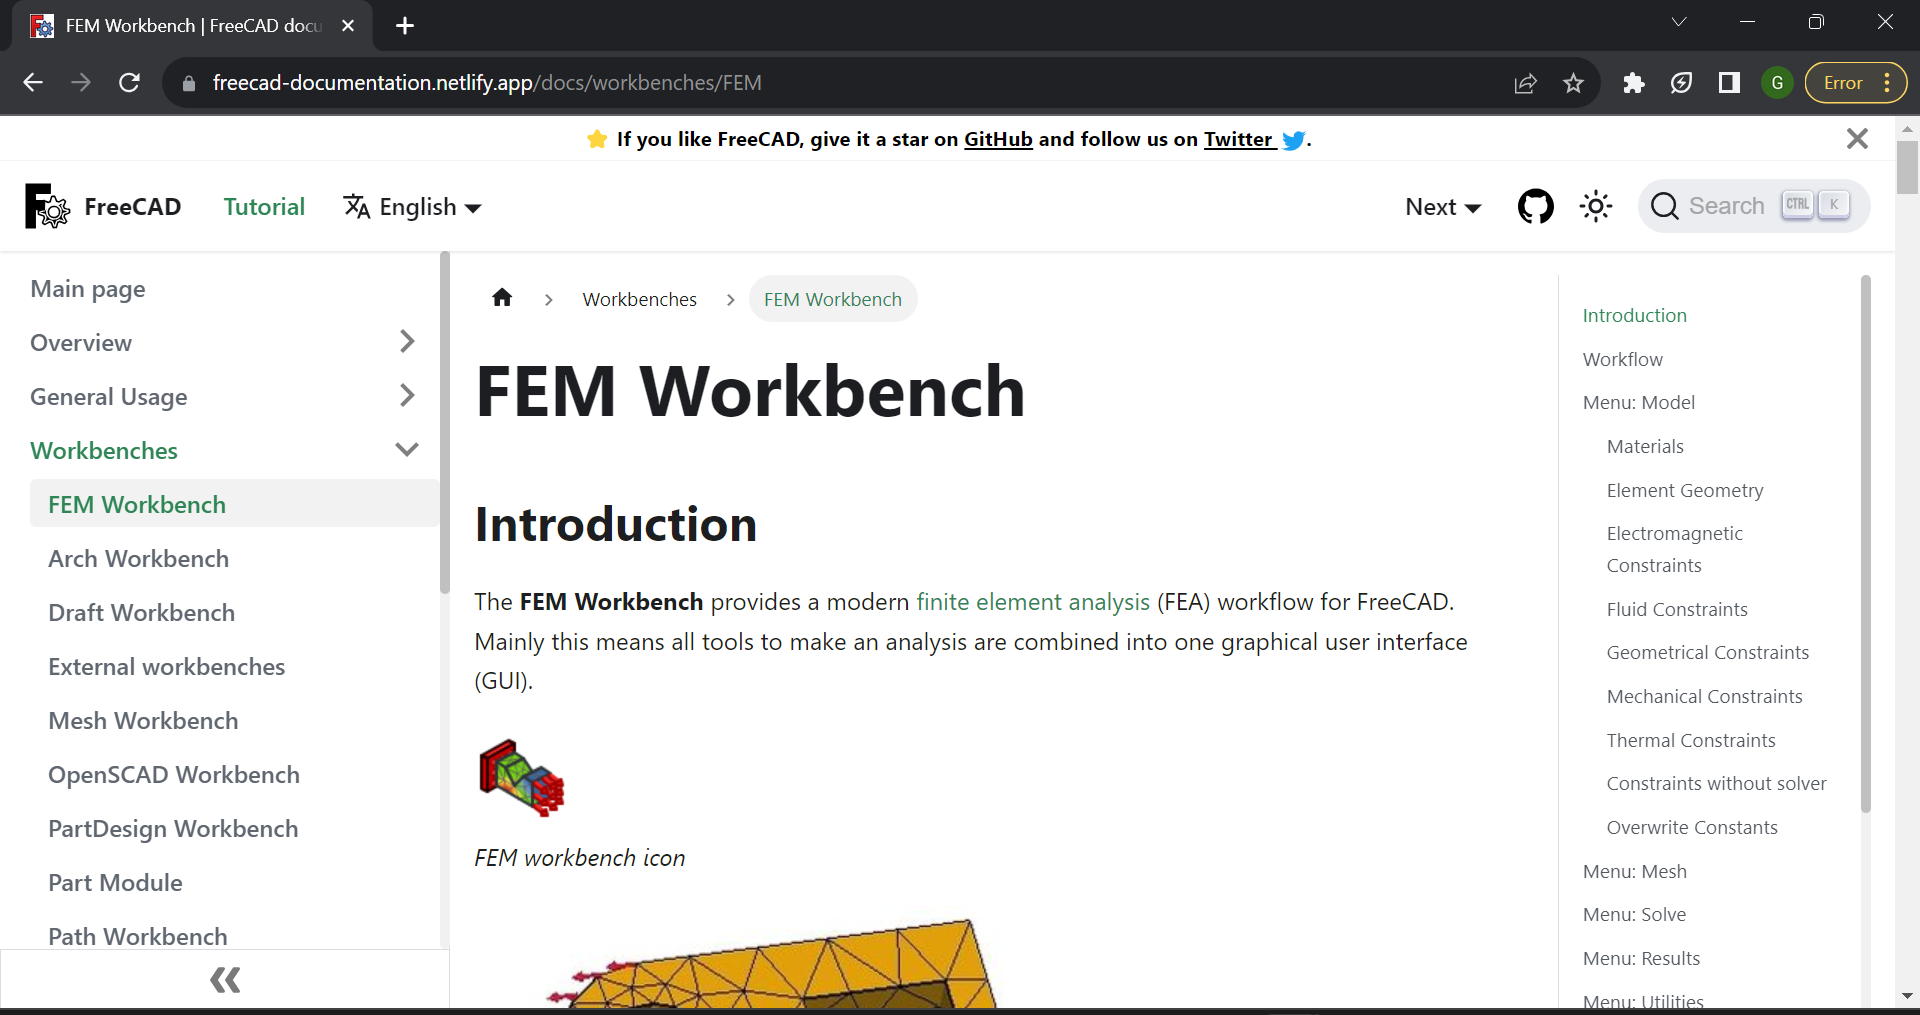 FEM Workbench | FreeCAD docu
freecad-documentation.netlify.app/docs/workbenches/FEM
G
Error
If you like FreeCAD, give it a star on GitHub and follow us on Twitter .
FreeCAD
Tutorial
English
Next
Search
CTRL
K
Main page
Overview
General Usage
Workbenches
FEM Workbench
Arch Workbench
Draft Workbench
External workbenches
Mesh Workbench
OpenSCAD Workbench
PartDesign Workbench
Part Module
Path Workbench
Workbenches
FEM Workbench
FEM Workbench
Introduction
The FEM Workbench provides a modern finite element analysis (FEA) workflow for FreeCAD.
Mainly this means all tools to make an analysis are combined into one graphical user interface
(GUI).
FEM workbench icon
Introduction
Workflow
Menu: Model
Materials
Element Geometry
Electromagnetic
Constraints
Fluid Constraints
Geometrical Constraints
Mechanical Constraints
Thermal Constraints
Constraints without solver
Overwrite Constants
Menu: Mesh
Menu: Solve
Menu: Results
Menu: Utilities